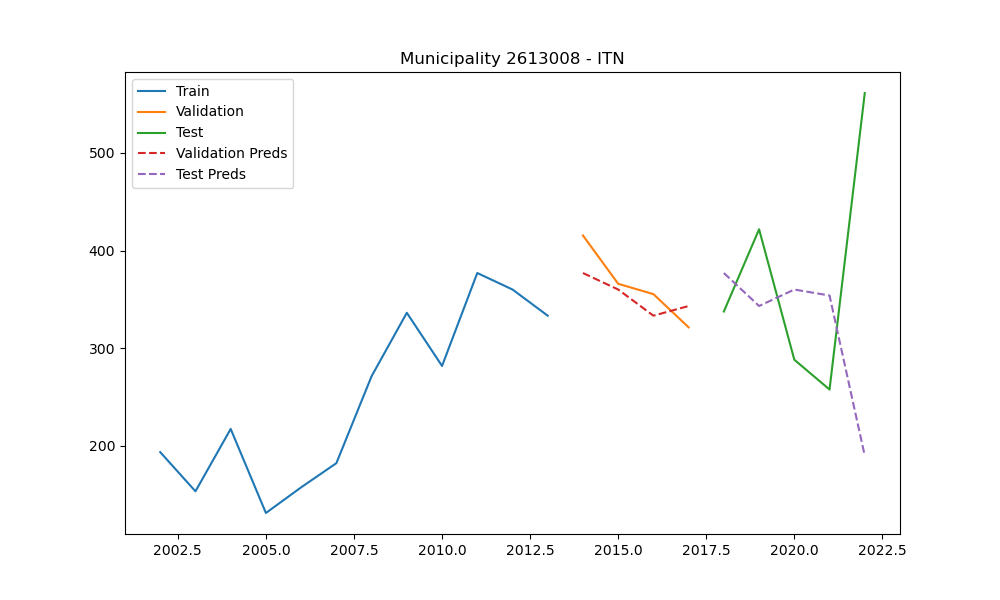 Municipality 2613008 - ITN
Train
Validation
Test
Validation Preds
Test Preds
500
400
300
200
2002.5 2005.0 2007.5 2010.0 2012.5 2015.0 2017.5 2020.0 2022.5